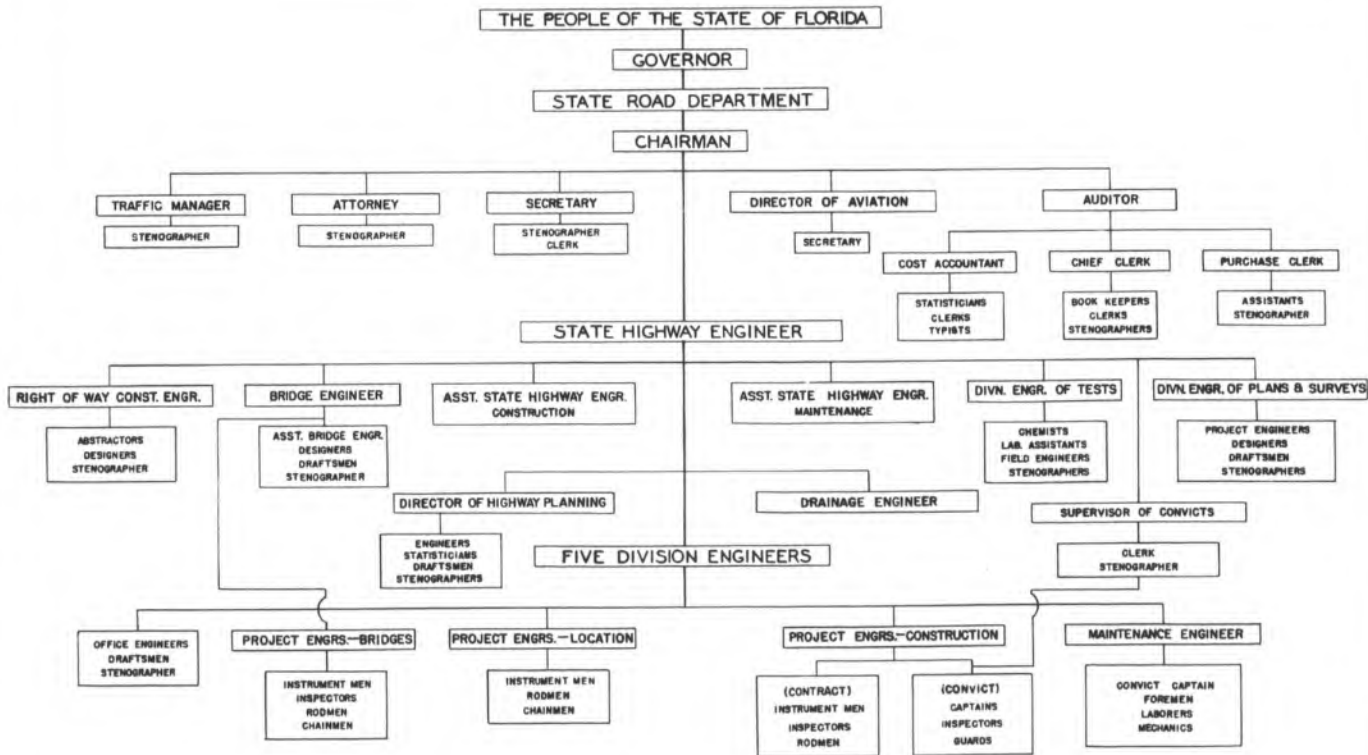 THE PEOPLE OF THE STATE OF FLORIDA
GOVERNOR
STATE ROAD DEPARTMENT
CHAIRMAN
TRAFFIC MANAGER
STENOGRAPHER
ATTORNEY
STENOGRAPHER
SECRETARY
STENOGRAPHER
CLERK
DIRECTOR OF AVIATION
SECRETARY
AUDITOR
COST ACCOUNTANT
STATISTICIANS
CLERKS
TYPISTS
CHIEF CLERK
BOOK KEEPERS
CLERKS
STENOGRAPHERS
PURCHASE CLERK
ASSISTANTS
STENOGRAPHER
STATE HIGHWAY ENGINEER
RIGHT OF WAY CONST. ENGR.
ABSTRACTORS
DESIGNERS
STENOGRAPHER
BRIDGE ENGINEER
ASST. BRIDGE ENGR.
DESIGNERS
DRAFTSMEN
STENOGRAPHER
ASST. STATE HIGHWAY ENGR.
CONSTRUCTION
ASST. STATE HIGHWAY ENGR.
MAINTENANCE
DIVN. ENGR. OF TESTS
CHEMISTS
LAB. ASSISTANTS
FIELD ENGINEERS
STENOGRAPHERS
DIVN. ENGR. OF PLANS & SURVEYS
PROJECT ENGINEERS
DESIGNERS
DRAFTSMEN
STENOGRAPHERS
DIRECTOR OF HIGHWAY PLANNING
ENGINEERS
STATISTICIAMS
DRAFTSMEN
STENOGRAPHERS
DRAINAGE ENGINEER
SUPERVISOR OF CONVICTS
CLERK
STENOGRAPHER
FIVE DIVISION ENGINEERS
OFFICE ENGINEERS
DRAFTSMEN
STENOGRAPHER
PROJECT ENGRS.—BRIDGES
INSTRUMENT MEN
INSPECTORS
RODMEN
CHAINMEN
PROJECT ENGRS.—LOCATION
INSTRUMENT MEN
RODMEN
CHAINMEN
PROJECT ENGRS.—CONSTRUCTION
(CONTRACT)
INSTRUMENT MEN
INSPECTORS
RODMEN
(CONVICT)
CAPTAINS
INSPECTORS
GUARDS
MAINTENANCE ENGINEER
CONVICT CAPTAIN
FOREMEN
LABORERS
MECHANICS